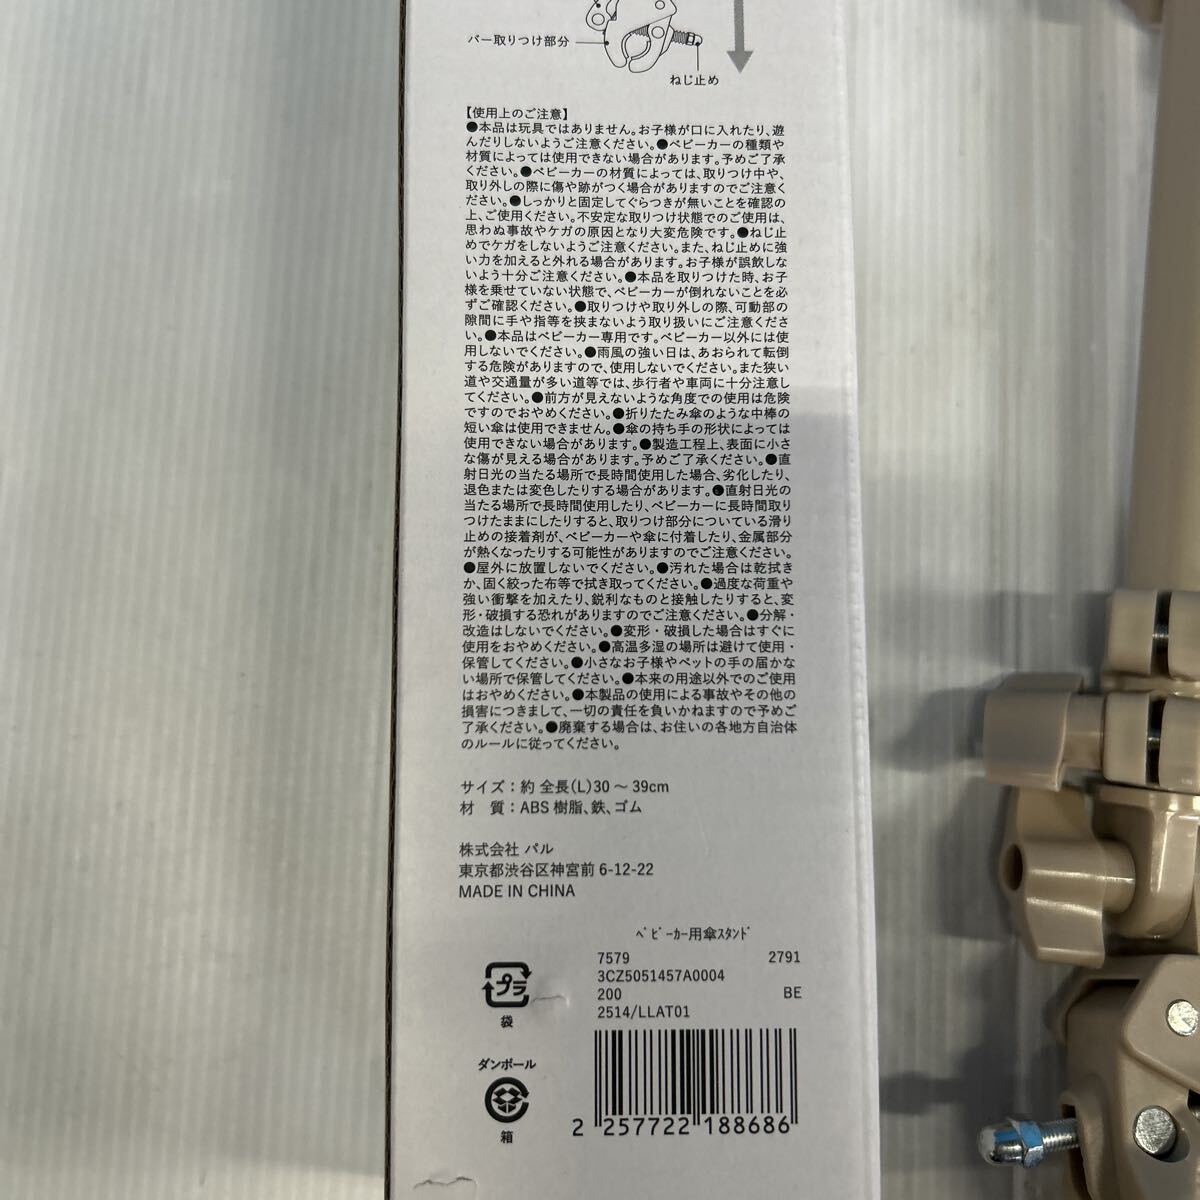 バー取りつけ部分
ねじ止め
【使用上のご注意】
●本品は玩具ではありません。お子様が口に入れたり、遊
んだりしないようご注意ください。●ベビーカーの種類や
材質によっては使用できない場合があります。予めご了承
ください。●ベビーカーの材質によっては、取りつけ中や、
取り外しの際に傷や跡がつく場合がありますのでご注意く
ださい。●しっかりと固定してぐらつきが無いことを確認の
上、ご使用ください。不安定な取りつけ状態でのご使用は、
思わぬ事故やケガの原因となり大変危険です。●ねじ止
めでケガをしないようご注意ください。また、ねじ止めに強
い力を加えると外れる場合があります。お子様が誤飲しな
いよう十分ご注意ください。●本品を取りつけた時、お子
様を乗せていない状態で、ベビーカーが倒れないことを必
ずご確認ください。●取りつけや取り外しの際、可動部の
隙間に手や指等を挟まないよう取り扱いにご注意くださ
い。●本品はベビーカー専用です。ベビーカー以外には使
用しないでください。●雨風の強い日は、あおられて転倒
する危険がありますので、使用しないでください。また狭い
道や交通量が多い道等では、歩行者や車両に十分注意し
てください。●前方が見えないような角度での使用は危険
ですのでおやめください。●折りたたみ傘のような中棒の
短い傘は使用できません。●傘の持ち手の形状によっては
使用できない場合があります。●製造工程上、表面に小さ
な傷が見える場合があります。予めご了承ください。●直
射日光の当たる場所で長時間使用した場合、劣化したり、
退色または変色したりする場合があります。●直射日光の
当たる場所で長時間使用したり、ベビーカーに長時間取り
つけたままにしたりすると、取りつけ部分についている滑り
止めの接着剤が、ベビーカーや傘に付着したり、金属部分
が熱くなったりする可能性がありますのでご注意ください。
●屋外に放置しないでください。●汚れた場合は乾拭き
か、固く絞った布等で拭き取ってください。●過度な荷重や
強い衝撃を加えたり、鋭利なものと接触したりすると、変
形・破損する恐れがありますのでご注意ください。●分解・
改造はしないでください。●変形・破損した場合はすぐに
使用をおやめください。●高温多湿の場所は避けて使用・
保管してください。●小さなお子様やペットの手の届かな
い場所で保管してください。●本来の用途以外でのご使用
はおやめください。●本製品の使用による事故やその他の
損害につきまして、一切の責任を負いかねますので予めご
了承ください。●廃棄する場合は、お住いの各地方自治体
のルールに従ってください。
サイズ：約 全長(L)30～39cm
材　質：ABS樹脂、鉄、ゴム
株式会社 パル
東京都渋谷区神宮前 6-12-22
MADE IN CHINA
ﾍﾞﾋﾞｰｶｰ用傘ｽﾀﾝﾄﾞ
7579 2791
3CZ5051457A0004
200 BE
2514/LLAT01
プラ
袋
ダンボール
箱
2 257722 188686